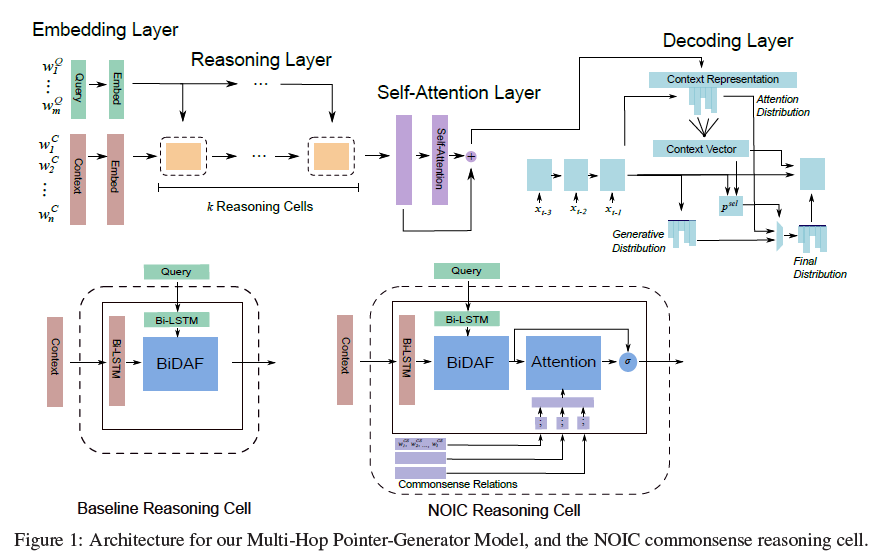 Embedding Layer
Reasoning Layer
Self-Attention Layer
Decoding Layer
w_1^Q
⋮
w_m^Q
Query
Embed
w_1^C
w_2^C
⋮
w_n^C
Context
Embed
...
...
k Reasoning Cells
Self-Attention
+
Context Representation
Attention
Distribution
Context Vector
x_{t-3}
x_{t-2}
x_{t-1}
p^{sel}
Generative
Distribution
Final
Distribution
Query
Bi-LSTM
Context
Bi-LSTM
BiDAF
Baseline Reasoning Cell
Query
Bi-LSTM
Context
Bi-LSTM
BiDAF
Attention
σ
Commonsense Relations
NOIC Reasoning Cell
Figure 1: Architecture for our Multi-Hop Pointer-Generator Model, and the NOIC commonsense reasoning cell.